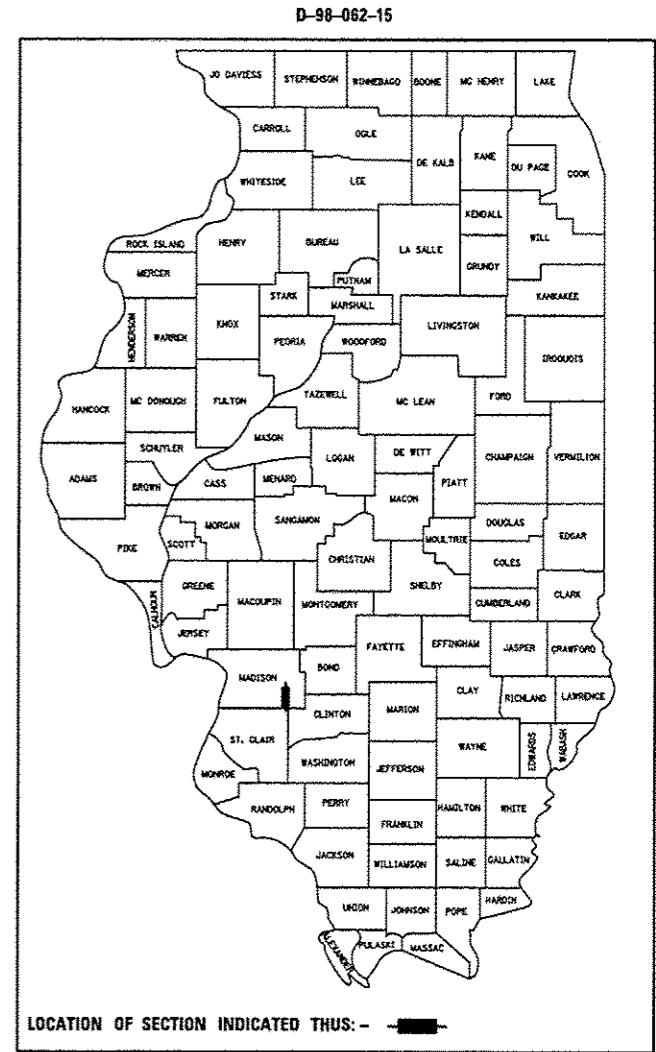 D-98-062-15
JO DAVIESS STEPHENSON WINNEBAGO BOONE MC HENRY LAKE
CARROLL OGLE DE KALB KANE DU PAGE COOK
WHITESIDE LEE
KENDALL WILL
ROCK ISLAND HENRY BUREAU LA SALLE GRUNDY
MERCER PUTNAM KANKAKEE
STARK MARSHALL
HENDERSON WARREN KNOX PEORIA WOODFORD LIVINGSTON IROQUOIS
HANCOCK MC DONOUGH FULTON TAZEWELL MC LEAN FORD
MASON
SCHUYLER LOGAN DE WITT CHAMPAIGN VERMILION
ADAMS BROWN CASS MENARD PIATT
MACON
MORGAN SANGAMON DOUGLAS
PIKE SCOTT CHRISTIAN MOULTRIE EDGAR
COLES
GREENE MACOUPIN MONTGOMERY SHELBY CUMBERLAND CLARK
CALHOUN JERSEY
FAYETTE EFFINGHAM JASPER CRAWFORD
MADISON BOND
CLAY RICHLAND LAWRENCE
CLINTON MARION
ST. CLAIR WAYNE EDWARDS WABASH
MONROE WASHINGTON JEFFERSON
RANDOLPH PERRY HAMILTON WHITE
FRANKLIN
JACKSON WILLIAMSON SALINE GALLATIN
UNION JOHNSON POPE HARDIN
ALEXANDER PULASKI MASSAC
LOCATION OF SECTION INDICATED THUS: -